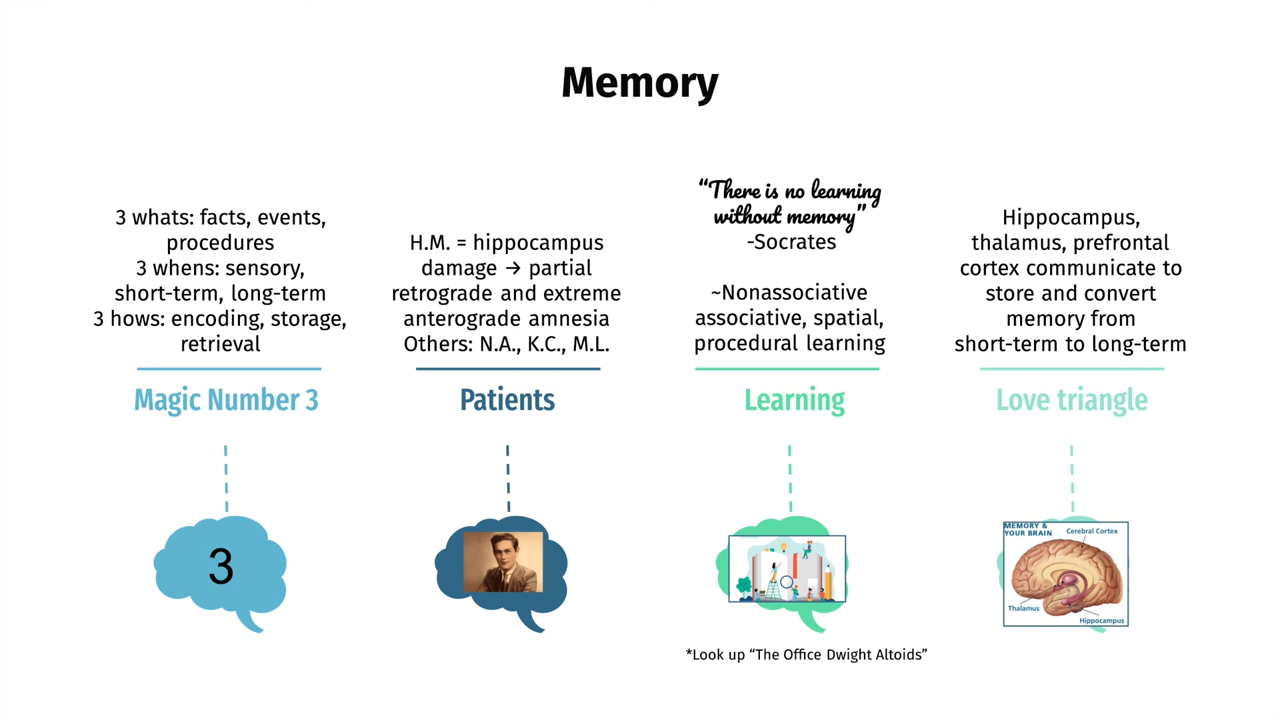 Memory
3 whats: facts, events,
procedures
3 whens: sensory,
short-term, long-term
3 hows: encoding, storage,
retrieval
Magic Number 3
3
H.M. = hippocampus
damage → partial
retrograde and extreme
anterograde amnesia
Others: N.A., K.C., M.L.
Patients
“There is no learning
without memory”
-Socrates
~Nonassociative
associative, spatial,
procedural learning
Learning
*Look up “The Office Dwight Altoids”
Hippocampus,
thalamus, prefrontal
cortex communicate to
store and convert
memory from
short-term to long-term
Love triangle
MEMORY &
YOUR BRAIN
Cerebral Cortex
Thalamus
Hippocampus